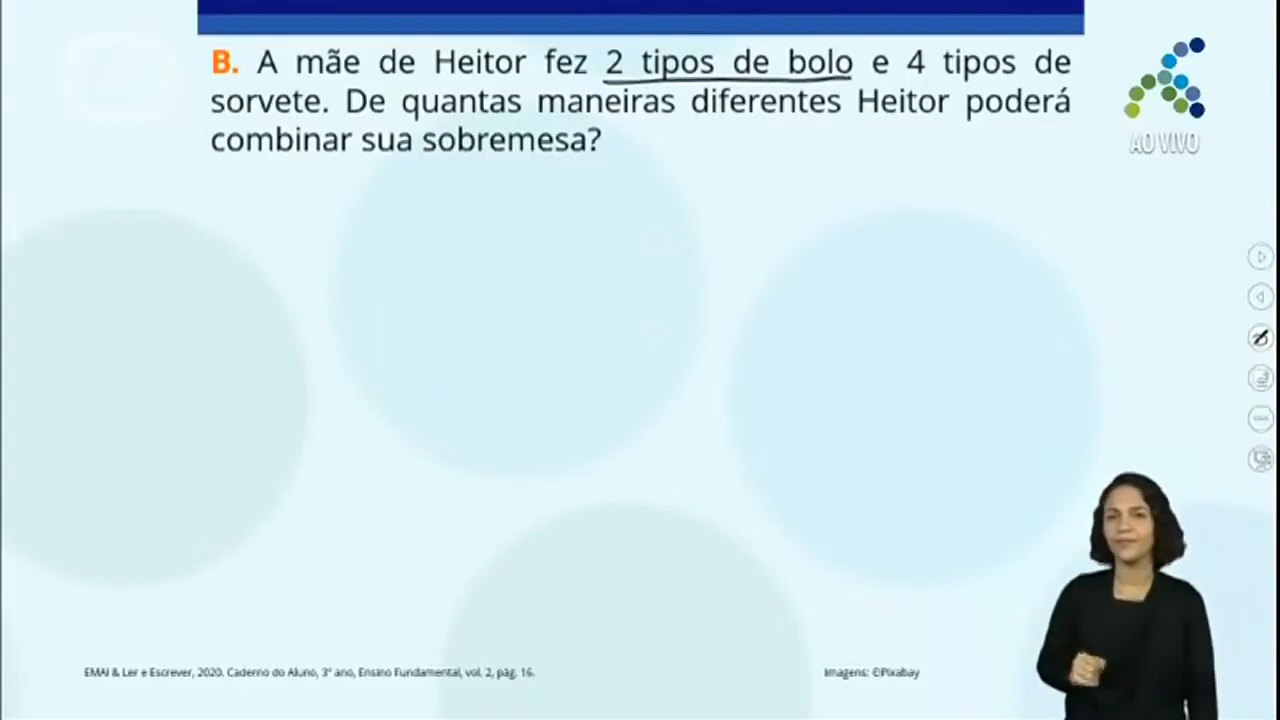 B. A mãe de Heitor fez 2 tipos de bolo e 4 tipos de
sorvete. De quantas maneiras diferentes Heitor poderá
combinar sua sobremesa?
AO VIVO
EMAI & Ler e Escrever, 2020. Caderno do Aluno, 3º ano, Ensino Fundamental, vol. 2, pág. 16.
Imagens: ©Pixabay